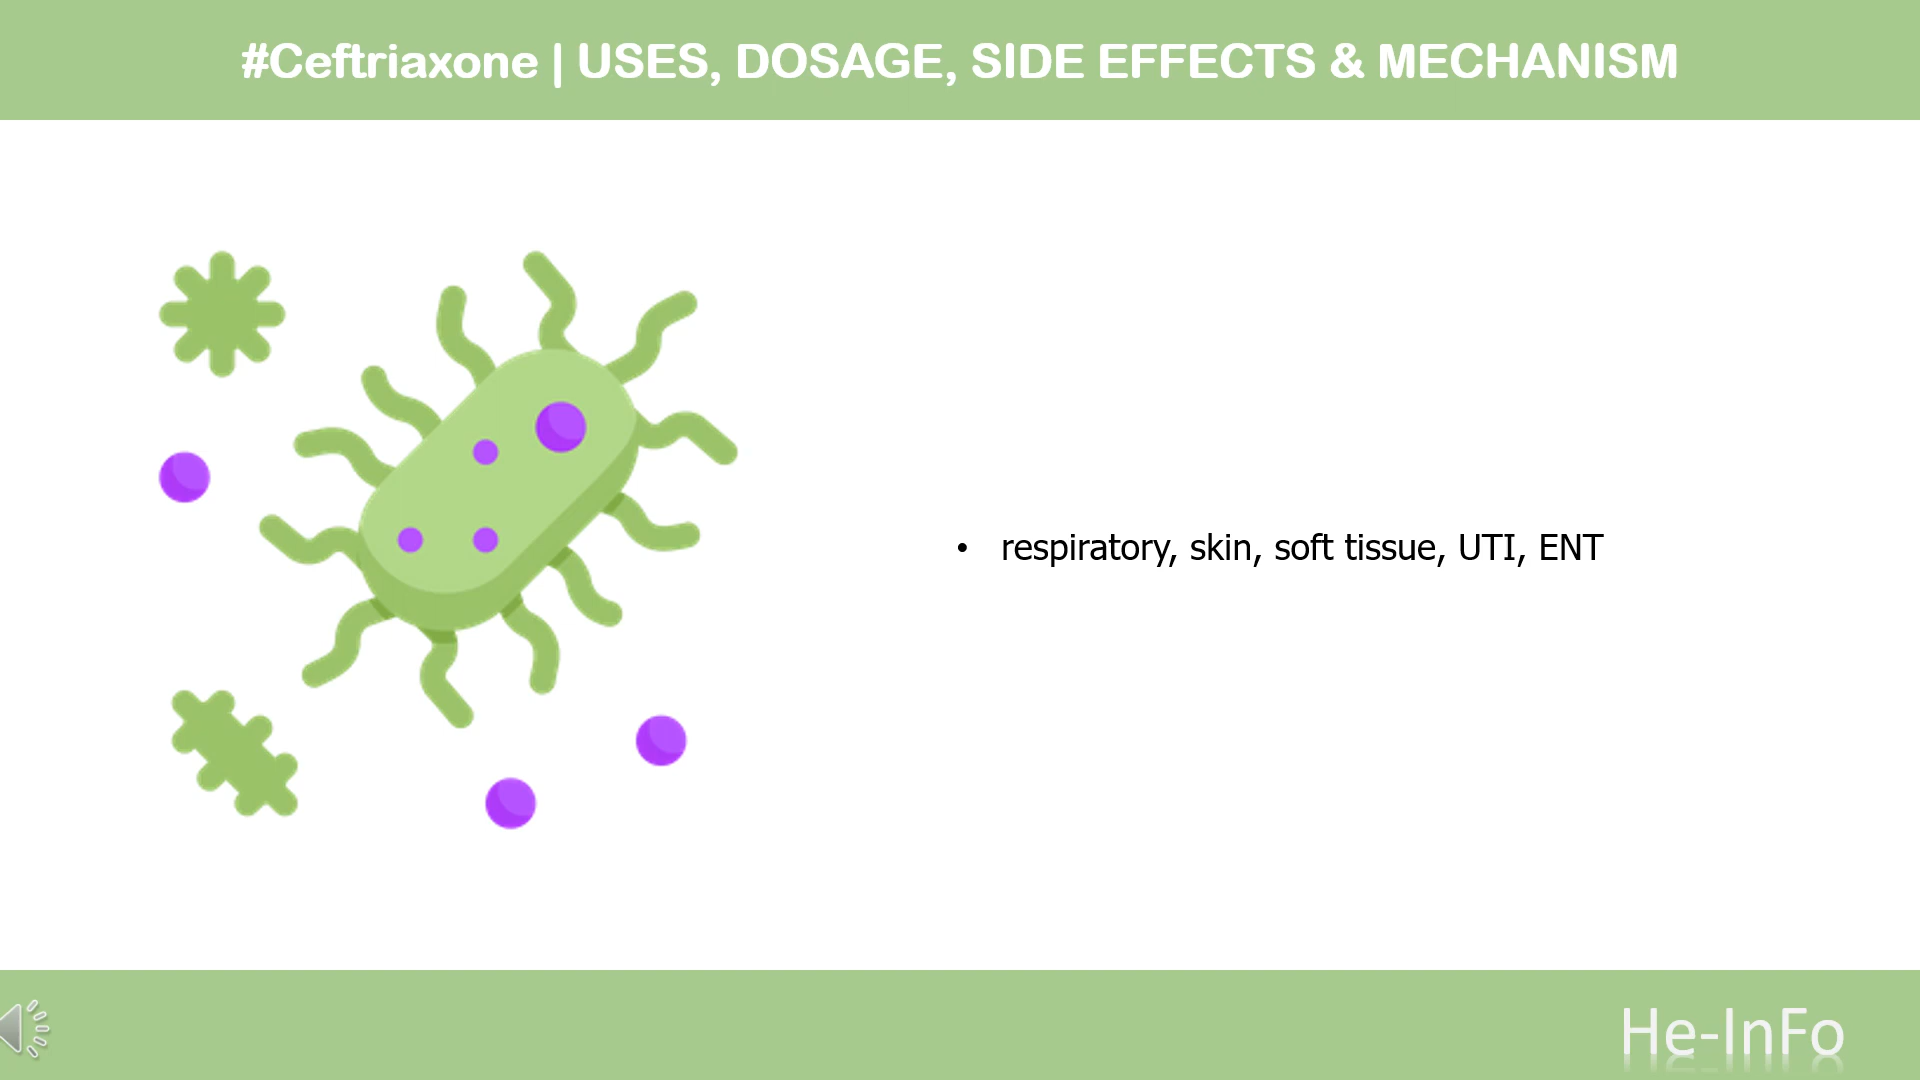 #Ceftriaxone | USES, DOSAGE, SIDE EFFECTS & MECHANISM
• respiratory, skin, soft tissue, UTI, ENT
He-InFo